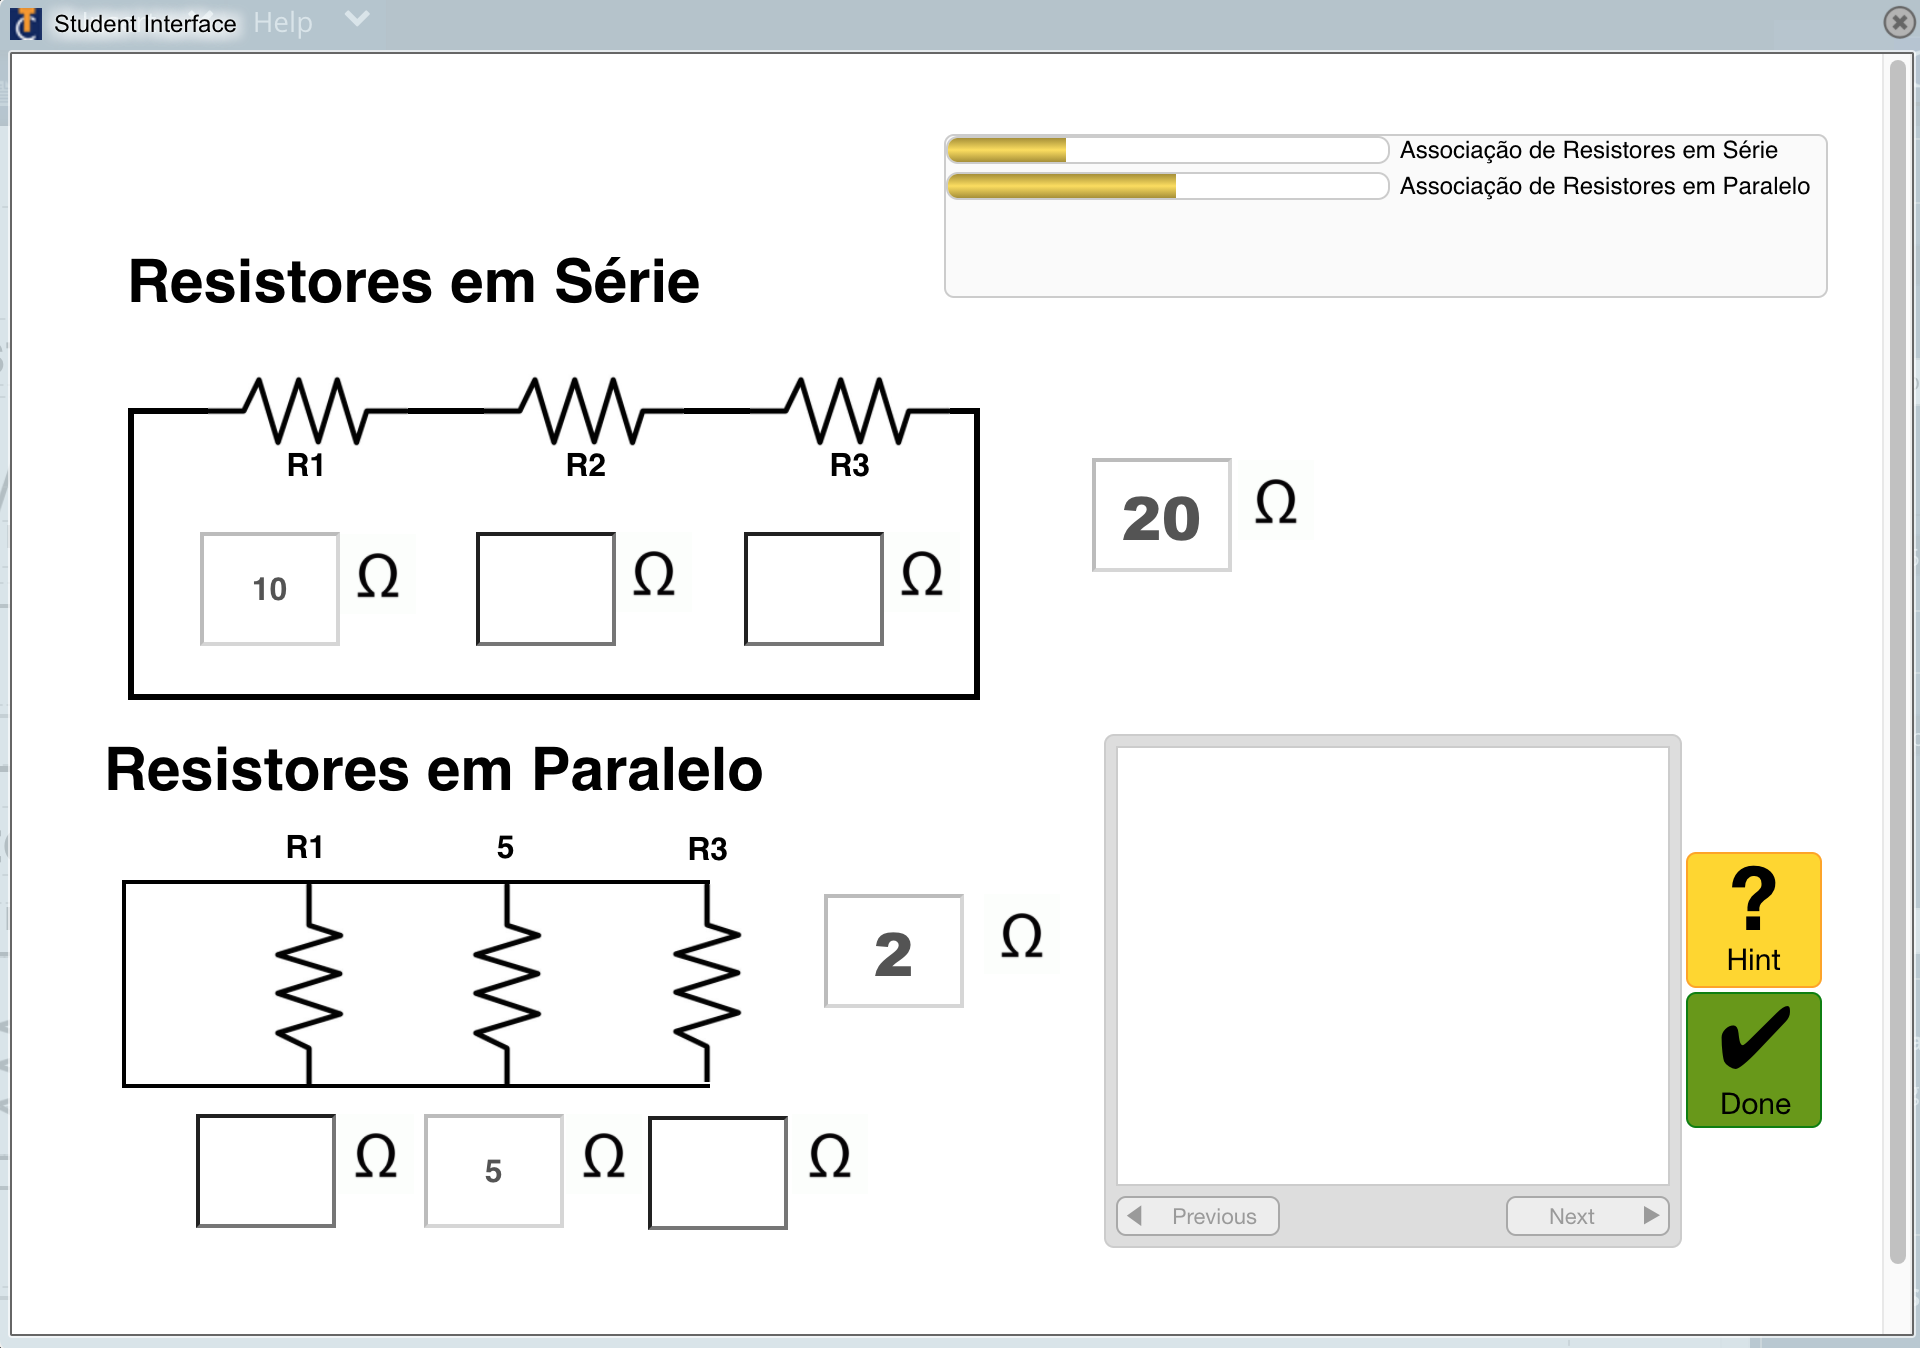 Student Interface Help
Associação de Resistores em Série
Associação de Resistores em Paralelo
Resistores em Série
R1 R2 R3
20 Ω
10 Ω Ω Ω
Resistores em Paralelo
R1 5 R3
2 Ω
? Hint
Done
Ω 5 Ω Ω
Previous Next